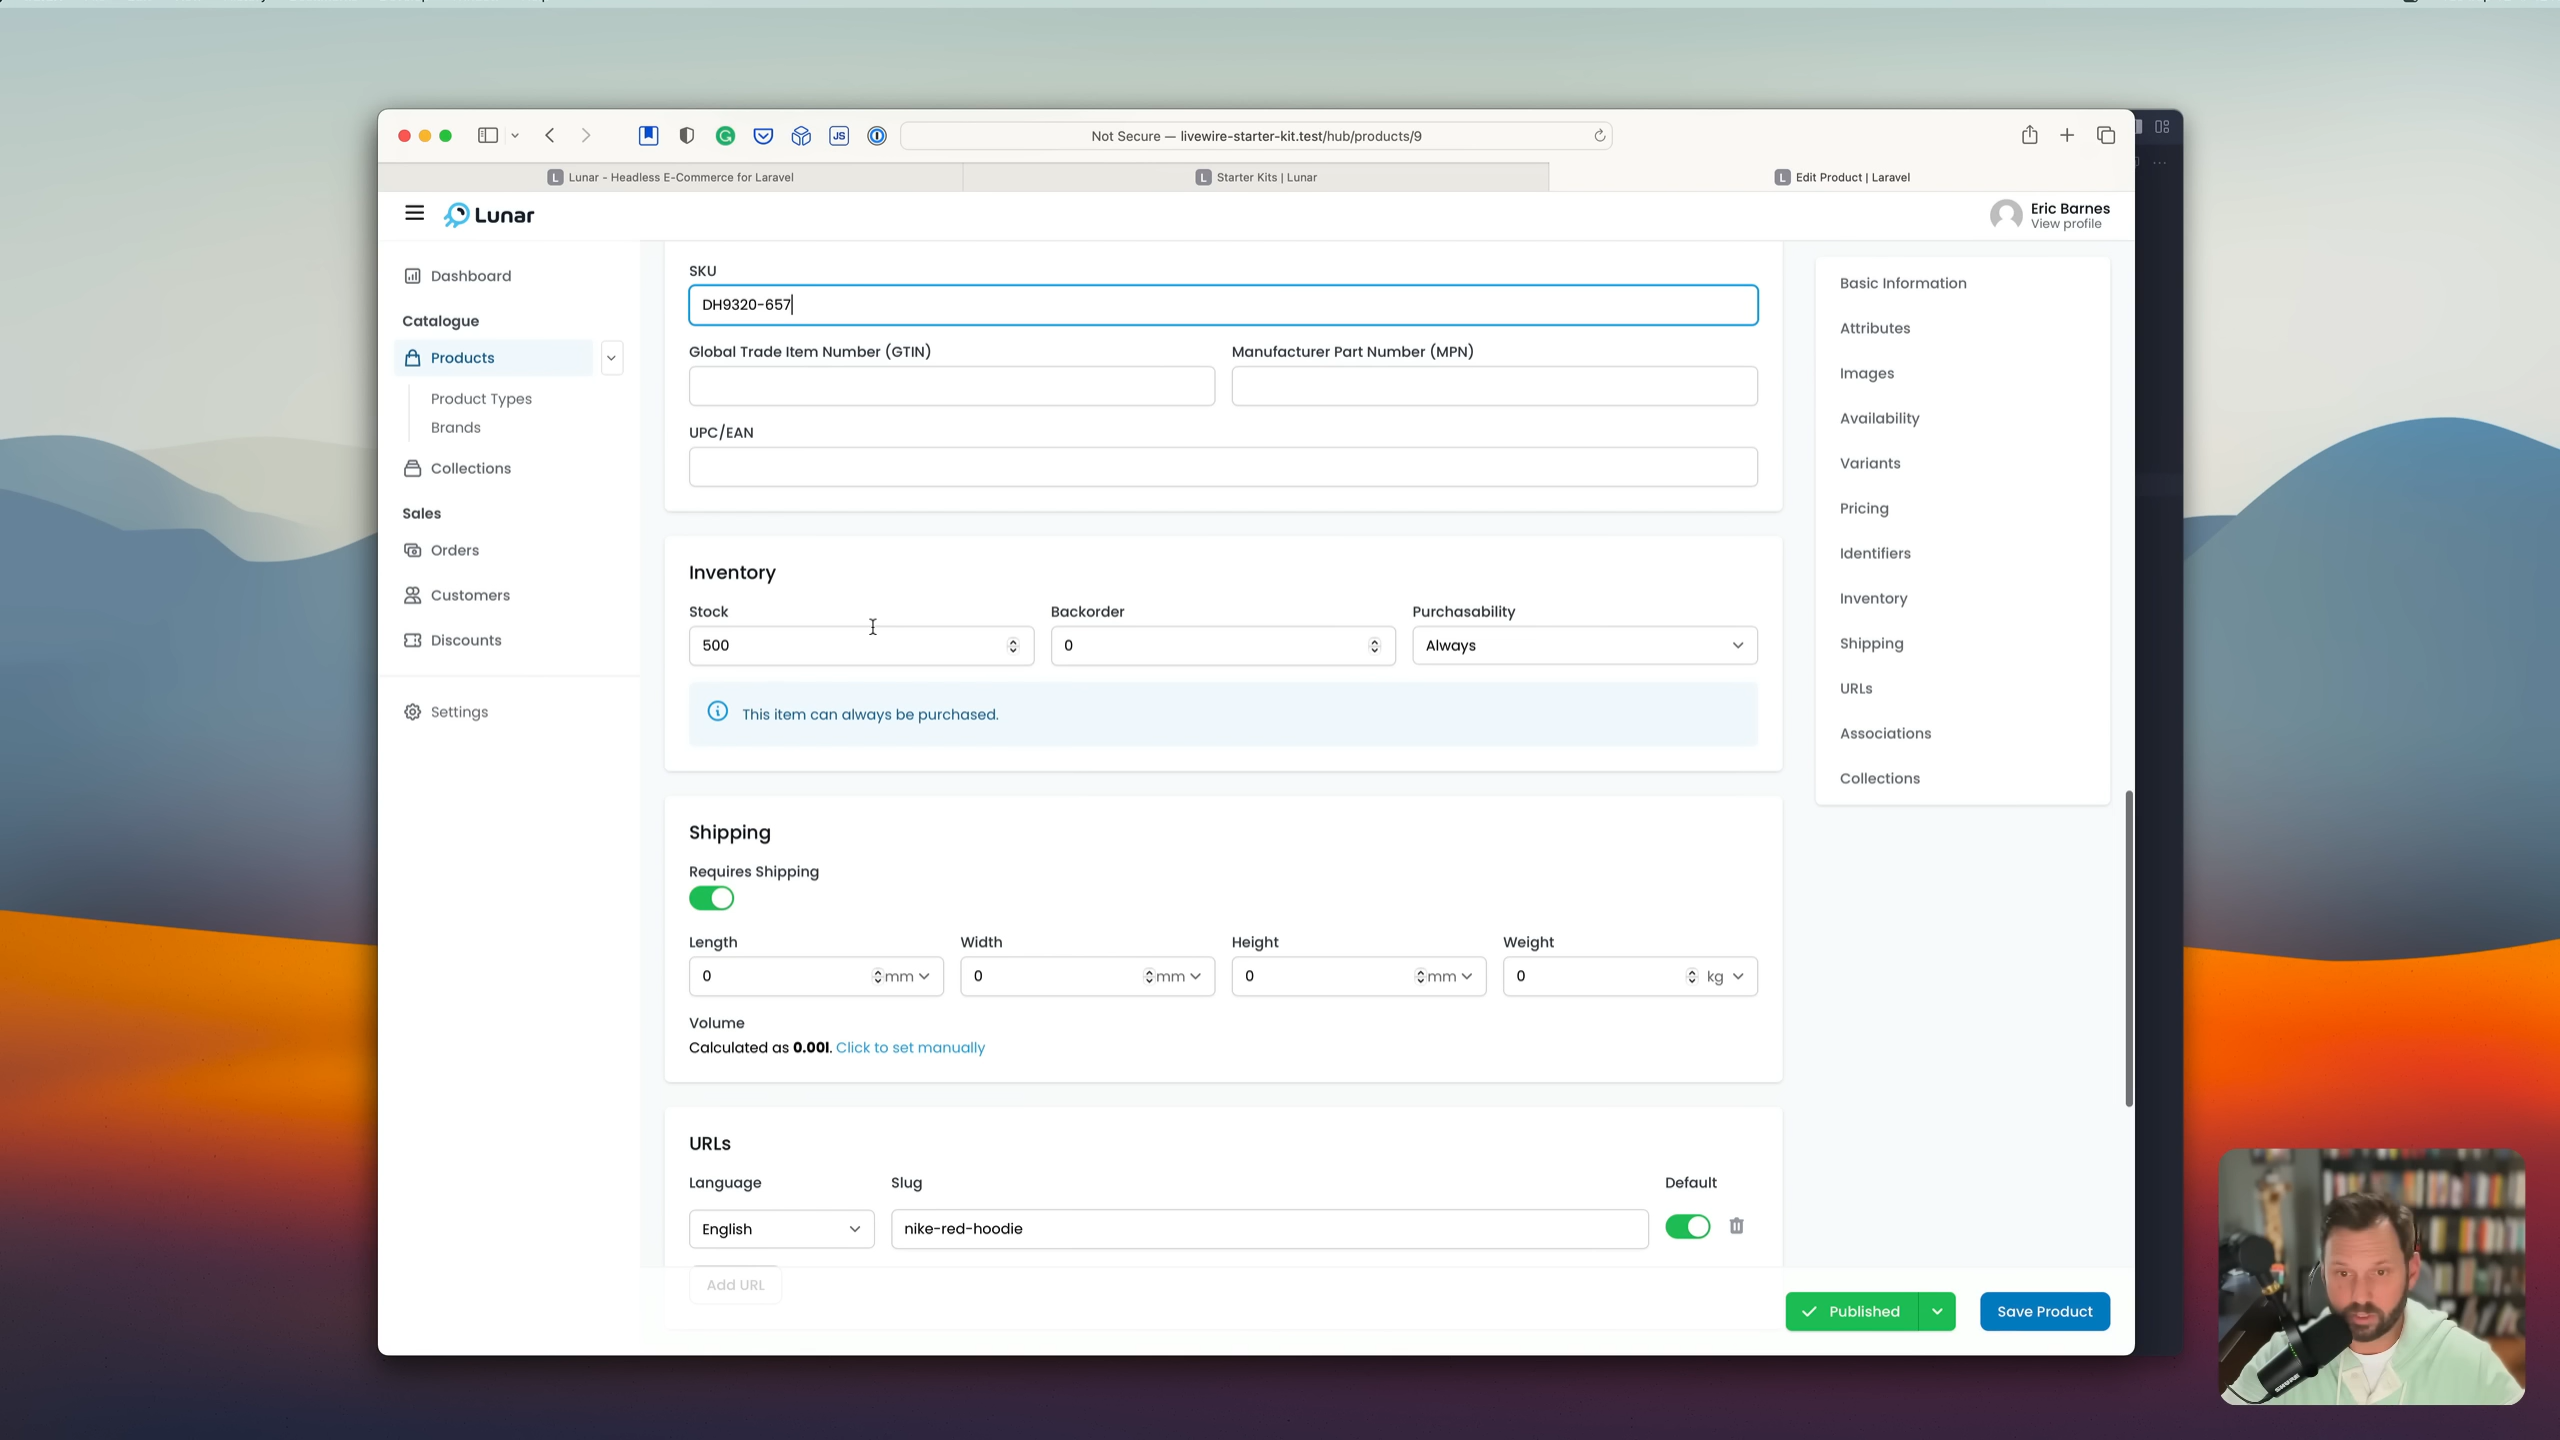 Not Secure — livewire-starter-kit.test/hub/products/9
L Lunar - Headless E-Commerce for Laravel
L Starter Kits | Lunar
L Edit Product | Laravel
Lunar
Eric Barnes
View profile
Dashboard
Catalogue
Products
Product Types
Brands
Collections
Sales
Orders
Customers
Discounts
Settings
SKU
DH9320-657
Global Trade Item Number (GTIN)
Manufacturer Part Number (MPN)
UPC/EAN
Inventory
Stock
Backorder
Purchasability
500
0
Always
This item can always be purchased.
Shipping
Requires Shipping
Length
Width
Height
Weight
0 mm
0 mm
0 mm
0 kg
Volume
Calculated as 0.00l. Click to set manually
URLs
Language
Slug
Default
English
nike-red-hoodie
Add URL
Basic Information
Attributes
Images
Availability
Variants
Pricing
Identifiers
Inventory
Shipping
URLs
Associations
Collections
Published
Save Product
JS